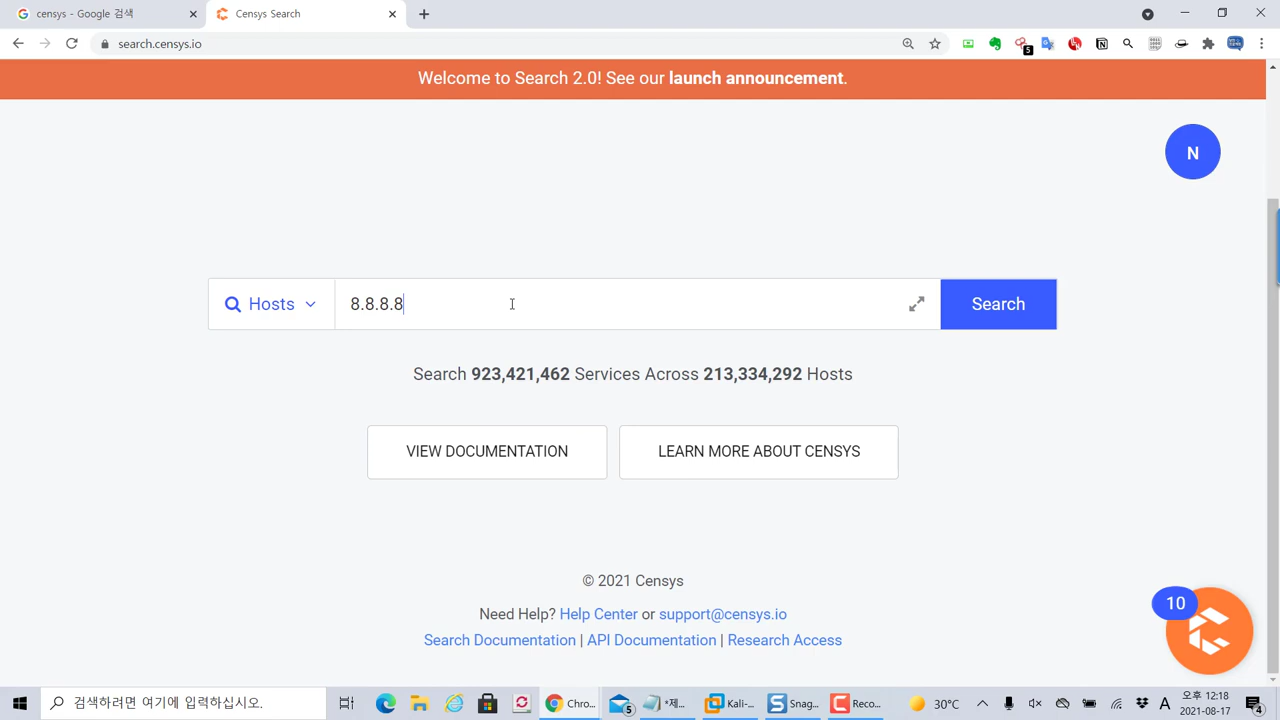 censys - Google 검색
Censys Search
search.censys.io
5
Welcome to Search 2.0! See our launch announcement.
N
Hosts
8.8.8.8
Search
Search 923,421,462 Services Across 213,334,292 Hosts
VIEW DOCUMENTATION
LEARN MORE ABOUT CENSYS
© 2021 Censys
Need Help? Help Center or support@censys.io
Search Documentation | API Documentation | Research Access
10
검색하려면 여기에 입력하십시오.
Chro...
5
*제...
Kali-...
Snag...
Reco...
30°C
A
오후 12:18
2021-08-17
4